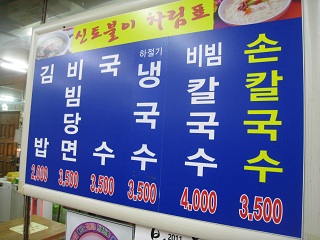 신토불이 차림표
김밥 2,000
비빔당면 3,500
국수 3,500
하절기 냉국수 3,500
비빔칼국수 4,000
손칼국수 3,500